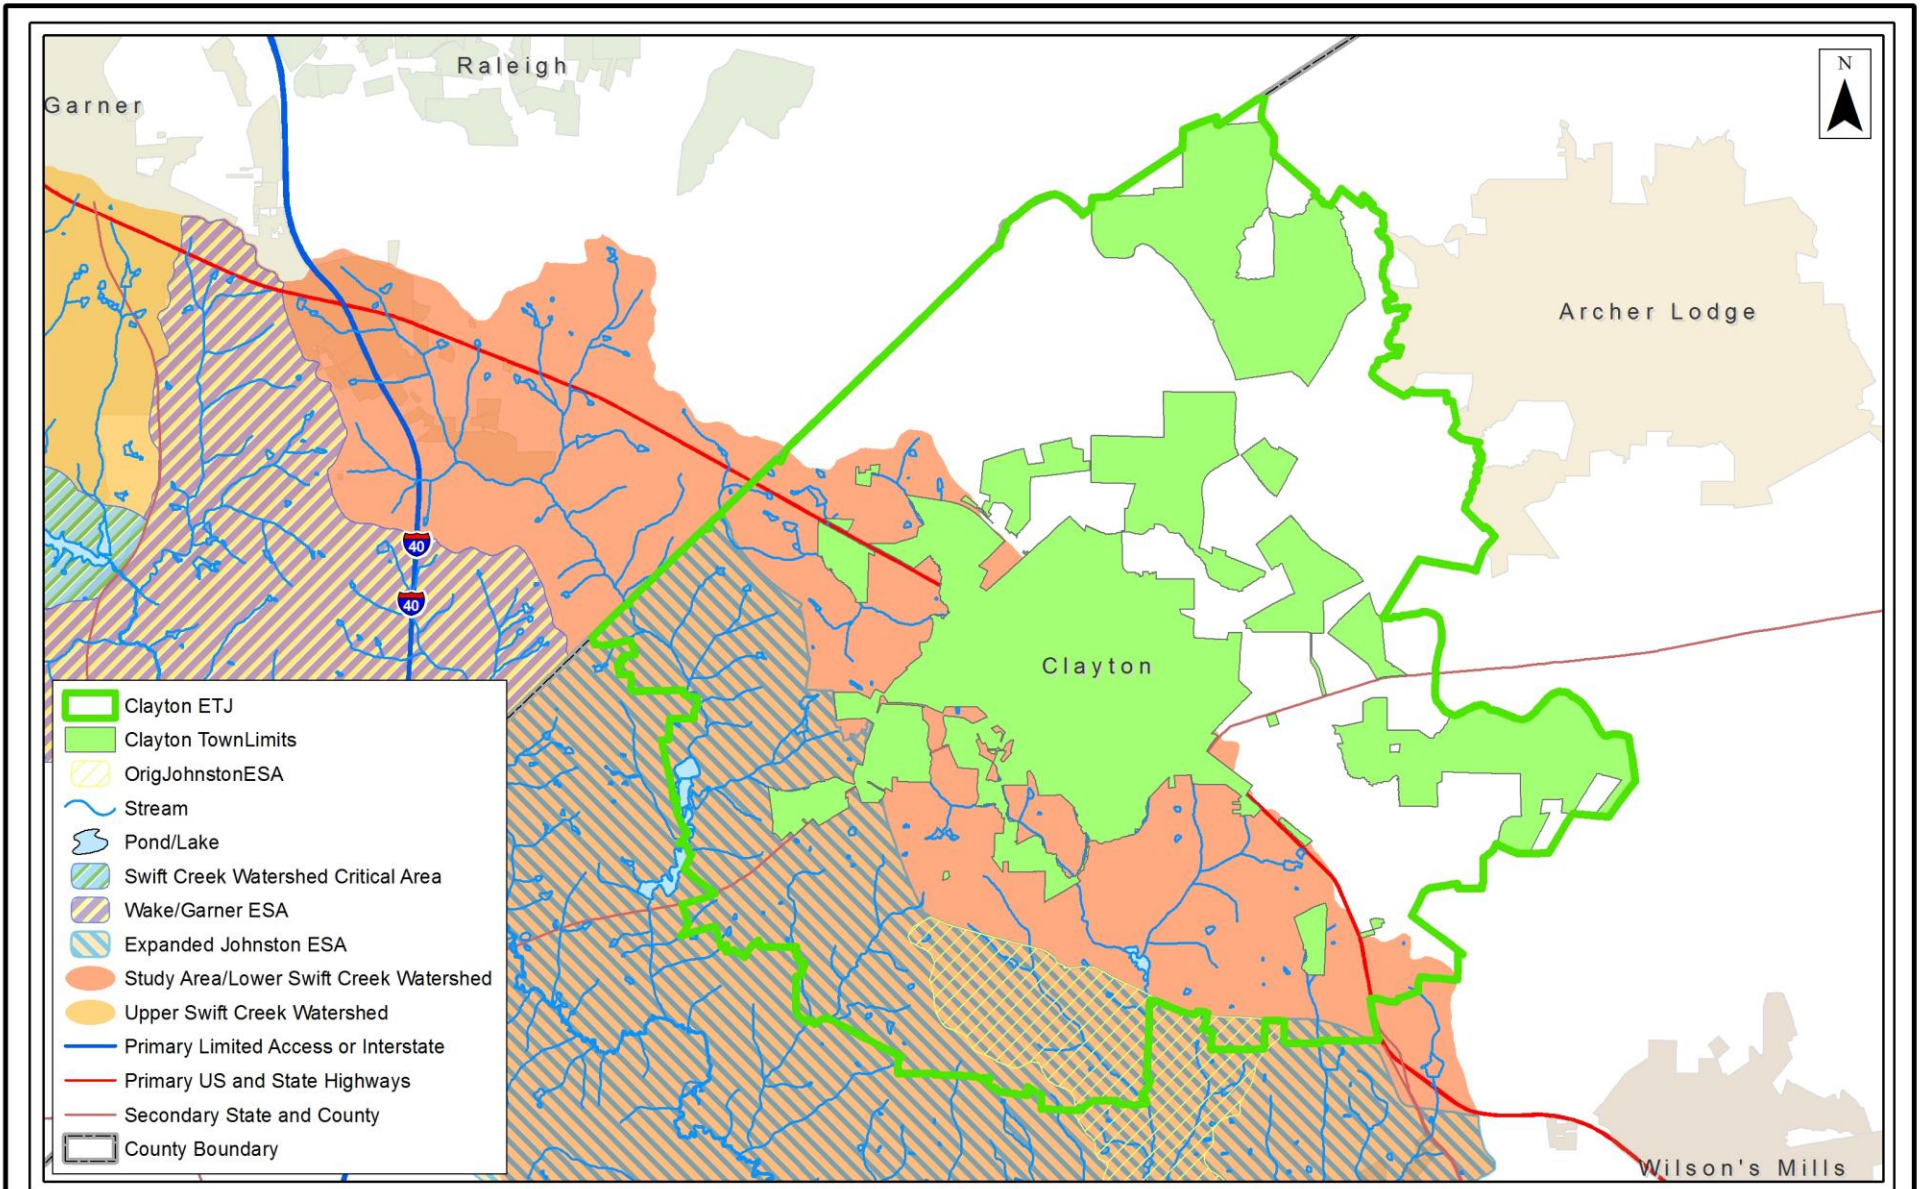 Raleigh
Garner
N
Archer Lodge
40
40
Clayton
Clayton ETJ
Clayton TownLimits
OrigJohnstonESA
Stream
Pond/Lake
Swift Creek Watershed Critical Area
Wake/Garner ESA
Expanded Johnston ESA
Study Area/Lower Swift Creek Watershed
Upper Swift Creek Watershed
Primary Limited Access or Interstate
Primary US and State Highways
Secondary State and County
County Boundary
Wilson's Mills